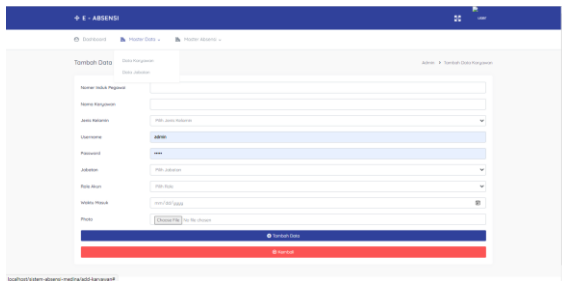 E - ABSENSI
Dashboard Master Data Master Absensi
Tambah Data
Data Karyawan
Data Jabatan
Admin > Tambah Data Karyawan
Nomer Induk Pegawai
Nama Karyawan
Jenis Kelamin Pilih Jenis Kelamin
Username admin
Password ••••
Jabatan Pilih Jabatan
Role Akun Pilih Role
Waktu Masuk mm/dd/yyyy
Photo Choose File No file chosen
Tambah Data
Kembali
localhost/sistem-absensi-medina/add-karyawan#